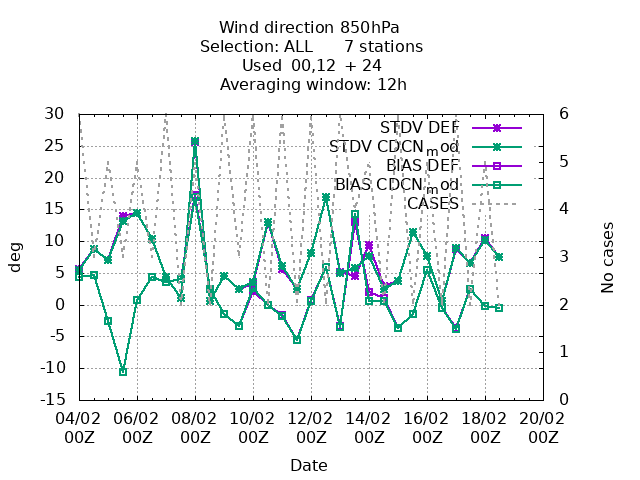 Wind direction 850hPa
Selection: ALL 7 stations
Used 00,12 + 24
Averaging window: 12h
30
25
20
15
10
5
0
-5
-10
-15
deg
STDV DEF
STDV CDCN_mod
BIAS DEF
BIAS CDCN_mod
CASES
6
5
4
3
2
1
0
No cases
04/02 06/02 08/02 10/02 12/02 14/02 16/02 18/02 20/02
00Z 00Z 00Z 00Z 00Z 00Z 00Z 00Z 00Z
Date